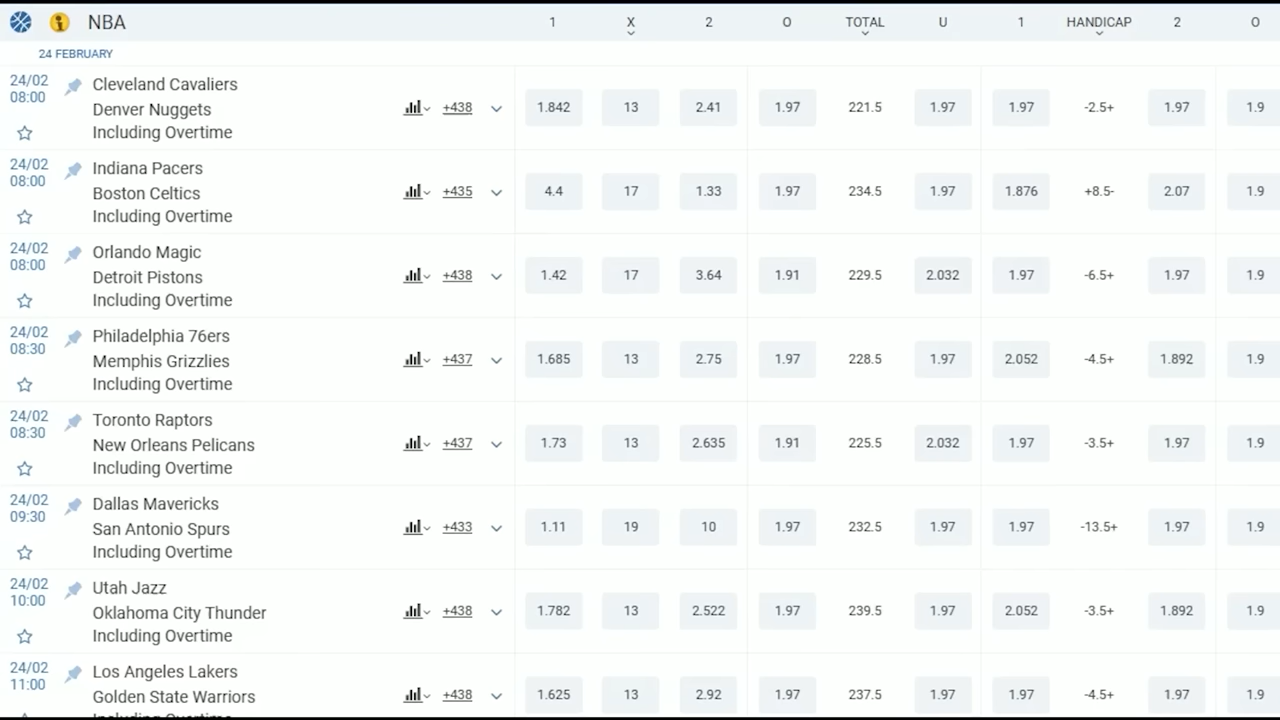 NBA 1 X 2 O TOTAL U 1 HANDICAP 2 O
24 FEBRUARY
24/02 08:00 Cleveland Cavaliers
Denver Nuggets +438 1.842 13 2.41 1.97 221.5 1.97 1.97 -2.5+ 1.97 1.9
Including Overtime
24/02 08:00 Indiana Pacers
Boston Celtics +435 4.4 17 1.33 1.97 234.5 1.97 1.876 +8.5- 2.07 1.9
Including Overtime
24/02 08:00 Orlando Magic
Detroit Pistons +438 1.42 17 3.64 1.91 229.5 2.032 1.97 -6.5+ 1.97 1.9
Including Overtime
24/02 08:30 Philadelphia 76ers
Memphis Grizzlies +437 1.685 13 2.75 1.97 228.5 1.97 2.052 -4.5+ 1.892 1.9
Including Overtime
24/02 08:30 Toronto Raptors
New Orleans Pelicans +437 1.73 13 2.635 1.91 225.5 2.032 1.97 -3.5+ 1.97 1.9
Including Overtime
24/02 09:30 Dallas Mavericks
San Antonio Spurs +433 1.11 19 10 1.97 232.5 1.97 1.97 -13.5+ 1.97 1.9
Including Overtime
24/02 10:00 Utah Jazz
Oklahoma City Thunder +438 1.782 13 2.522 1.97 239.5 1.97 2.052 -3.5+ 1.892 1.9
Including Overtime
24/02 11:00 Los Angeles Lakers
Golden State Warriors +438 1.625 13 2.92 1.97 237.5 1.97 1.97 -4.5+ 1.97 1.9